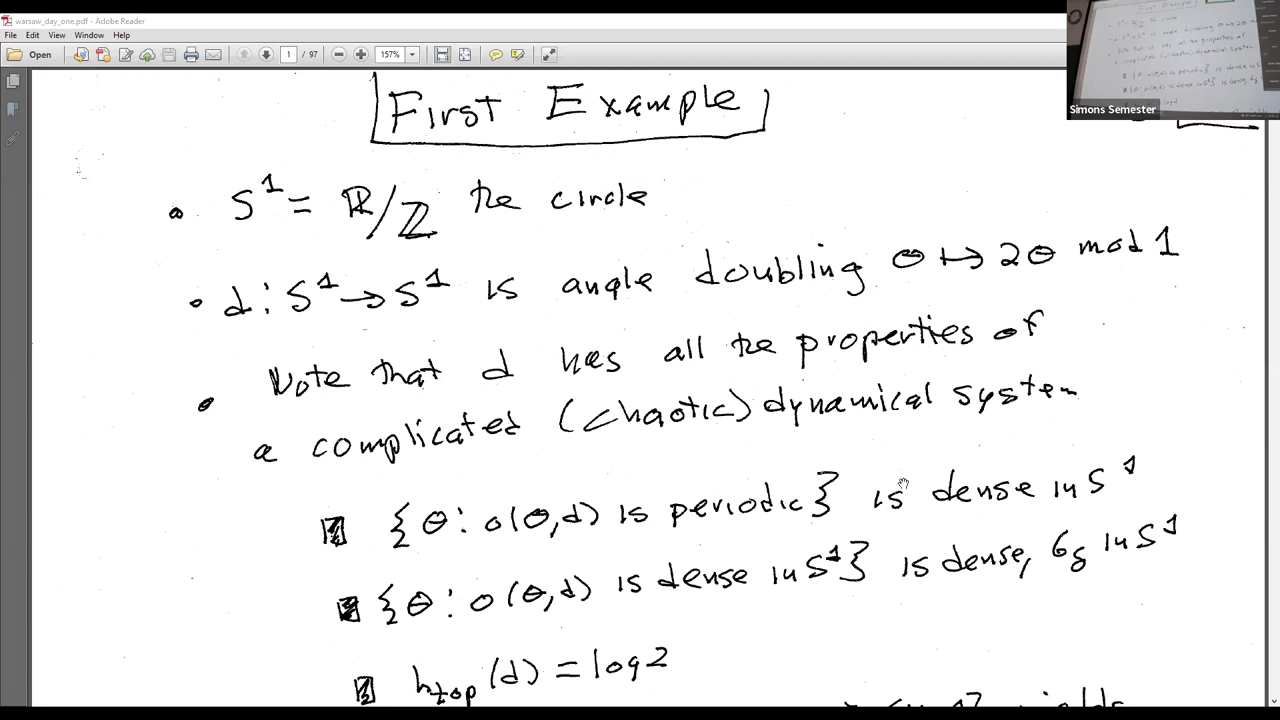 warsaw_day_one.pdf - Adobe Reader
File Edit View Window Help
Open 1 / 97 157%
Simons Semester
First Example
• S¹ = ℝ/ℤ the circle
• d: S¹ → S¹ is angle doubling θ ↦ 2θ mod 1
• Note that d has all the properties of
a complicated (chaotic) dynamical system
{θ: o(θ,d) is periodic} is dense in S¹
{θ: o(θ,d) is dense in S¹} is dense, Gδ in S¹
h_top(d) = log 2
yields